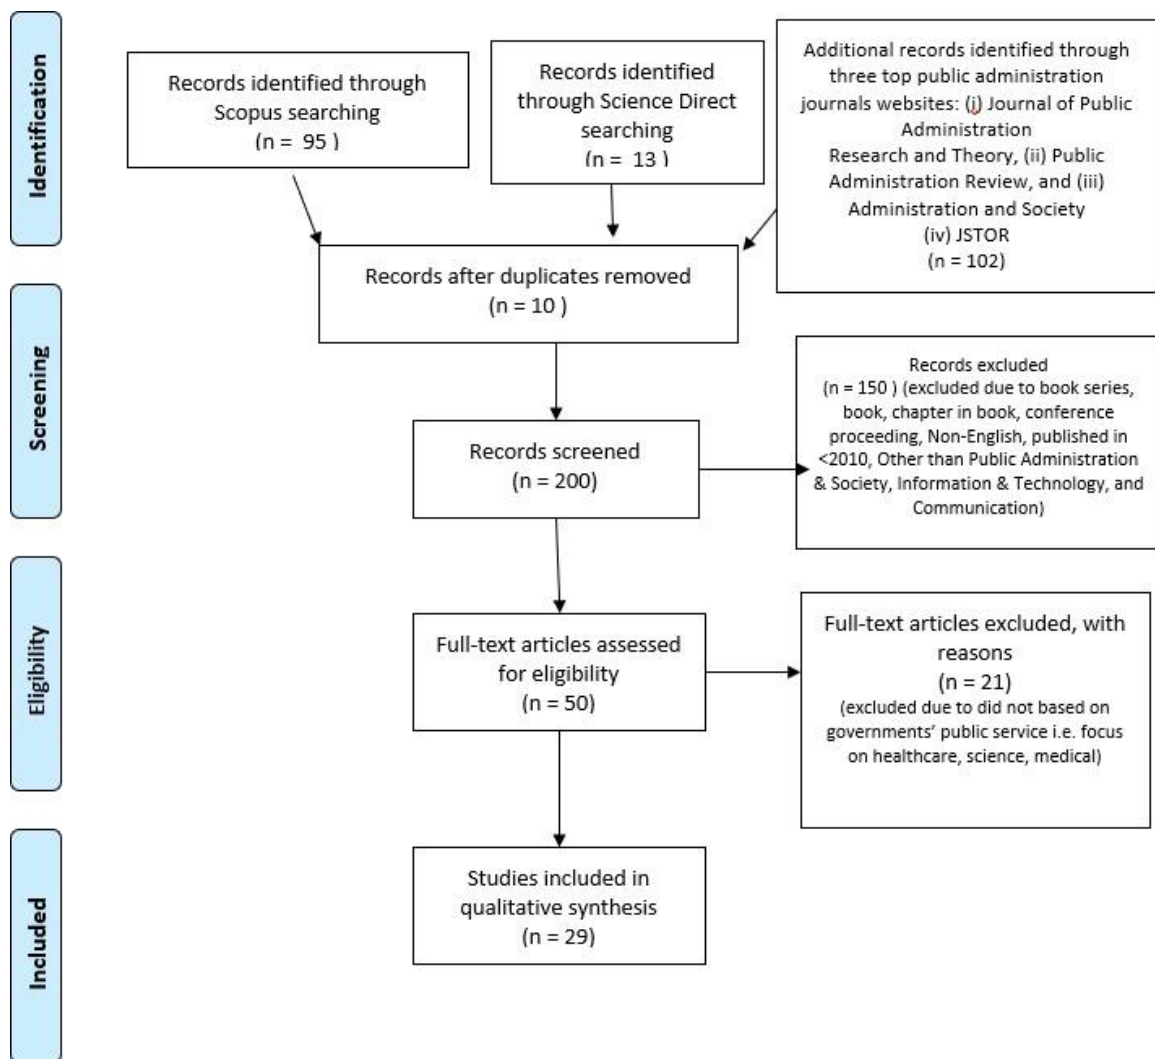 Identification
Records identified through
Scopus searching
(n = 95 )
Records identified
through Science Direct
searching
(n = 13 )
Additional records identified through
three top public administration
journals websites: (i) Journal of Public
Administration
Research and Theory, (ii) Public
Administration Review, and (iii)
Administration and Society
(iv) JSTOR
(n = 102)
Records after duplicates removed
(n = 10 )
Screening
Records screened
(n = 200)
Records excluded
(n = 150 ) (excluded due to book series,
book, chapter in book, conference
proceeding, Non-English, published in
<2010, Other than Public Administration
& Society, Information & Technology, and
Communication)
Eligibility
Full-text articles assessed
for eligibility
(n = 50)
Full-text articles excluded, with
reasons
(n = 21)
(excluded due to did not based on
governments’ public service i.e. focus
on healthcare, science, medical)
Included
Studies included in
qualitative synthesis
(n = 29)